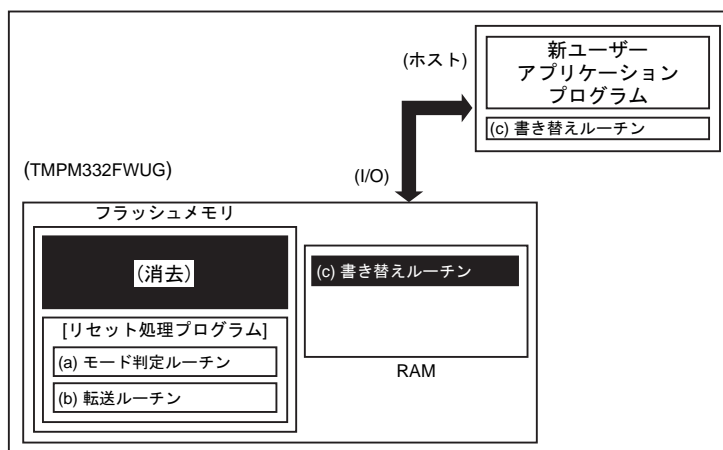 (ホスト)
新ユーザー
アプリケーション
プログラム
(c) 書き替えルーチン
(TMPM332FWUG)
(I/O)
フラッシュメモリ
(消去)
[リセット処理プログラム]
(a) モード判定ルーチン
(b) 転送ルーチン
(c) 書き替えルーチン
RAM